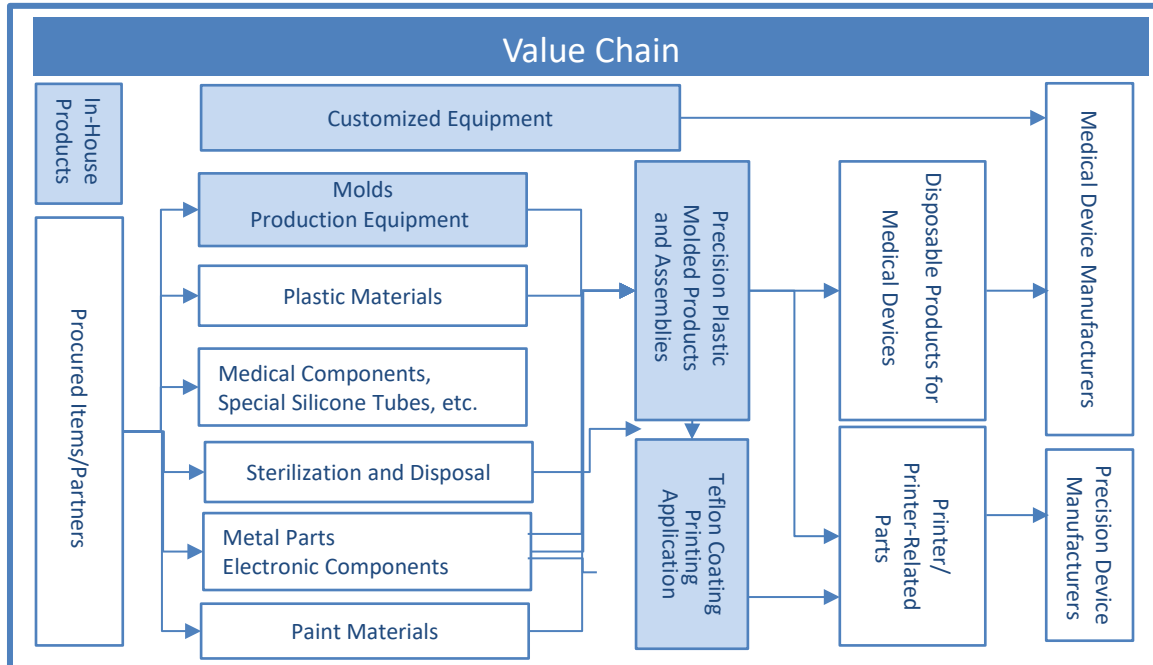 Value Chain
In-House
Products
Customized Equipment
Medical Device Manufacturers
Molds
Production Equipment
Precision Plastic
Molded Products
and Assemblies
Disposable Products for
Medical Devices
Procured Items/Partners
Plastic Materials
Medical Components,
Special Silicone Tubes, etc.
Sterilization and Disposal
Teflon Coating
Printing
Application
Printer/
Printer-Related
Parts
Precision Device
Manufacturers
Metal Parts
Electronic Components
Paint Materials